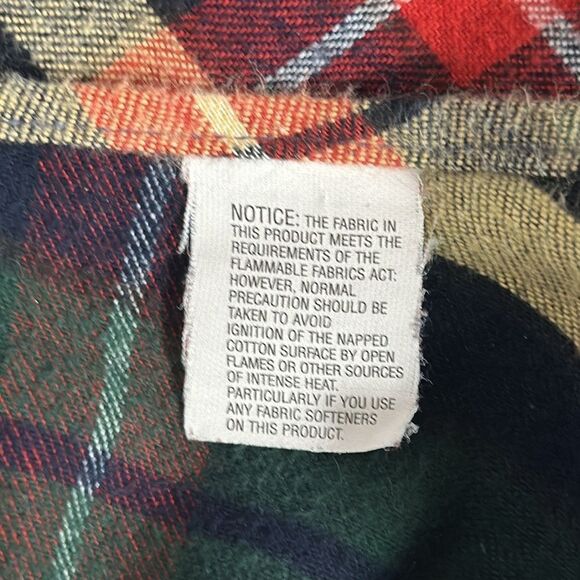 NOTICE: THE FABRIC IN
THIS PRODUCT MEETS THE
REQUIREMENTS OF THE
FLAMMABLE FABRICS ACT:
HOWEVER, NORMAL
PRECAUTION SHOULD BE
TAKEN TO AVOID
IGNITION OF THE NAPPED
COTTON SURFACE BY OPEN
FLAMES OR OTHER SOURCES
OF INTENSE HEAT.
PARTICULARLY IF YOU USE
ANY FABRIC SOFTENERS
ON THIS PRODUCT.